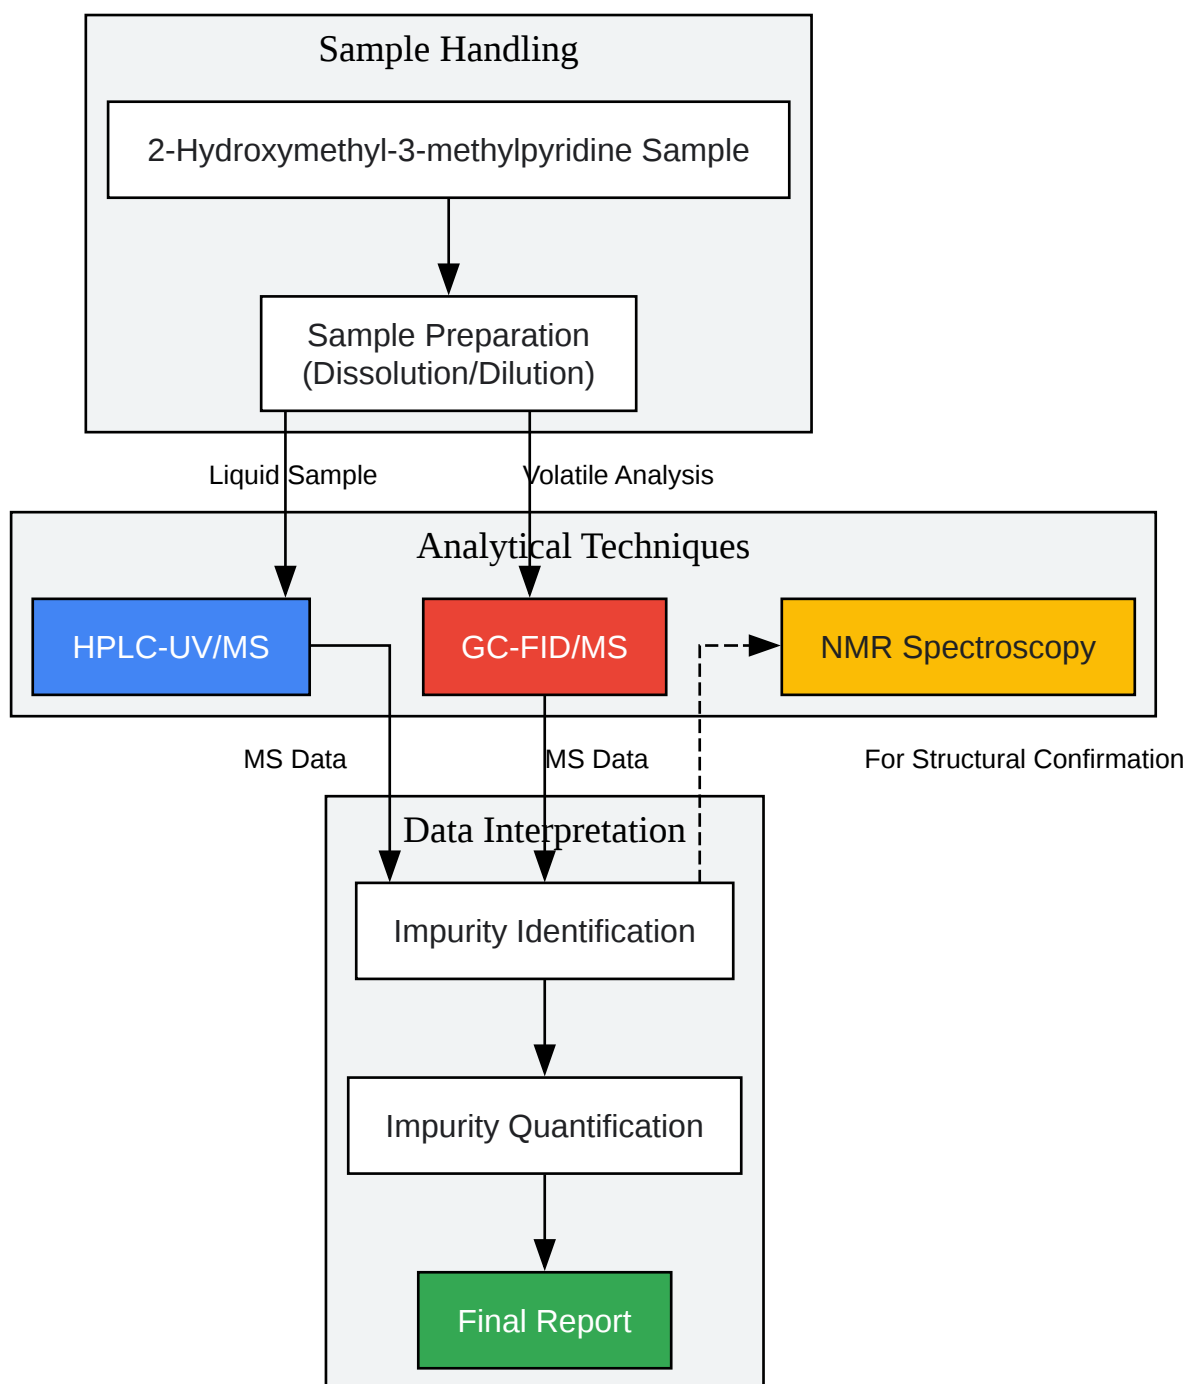 Sample Handling
2-Hydroxymethyl-3-methylpyridine Sample
Sample Preparation
(Dissolution/Dilution)
Liquid Sample
Volatile Analysis
Analytical Techniques
HPLC-UV/MS
GC-FID/MS
NMR Spectroscopy
MS Data
MS Data
For Structural Confirmation
Data Interpretation
Impurity Identification
Impurity Quantification
Final Report